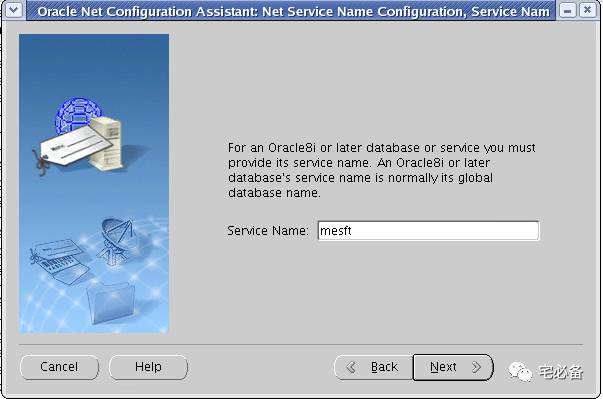 Oracle Net Configuration Assistant: Net Service Name Configuration, Service Nam
For an Oracle8i or later database or service you must
provide its service name. An Oracle8i or later
database's service name is normally its global
database name.
Service Name: mesft
Cancel Help Back Next
宅必备